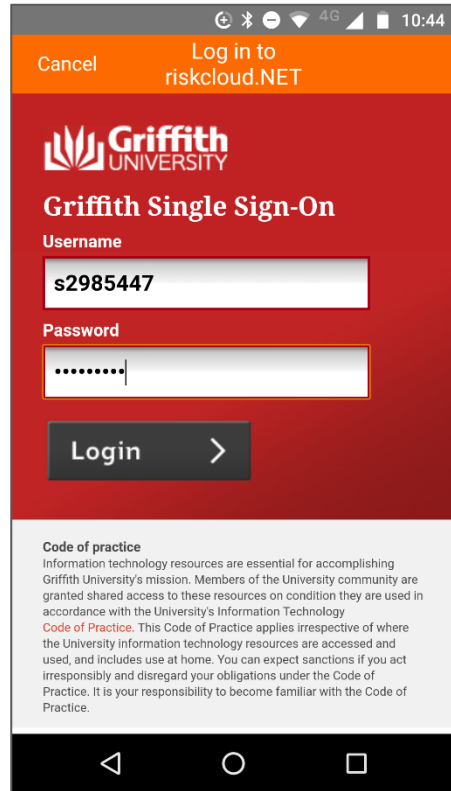 4G 10:44
Cancel
Log in to
riskcloud.NET
Griffith
UNIVERSITY
Griffith Single Sign-On
Username
s2985447
Password
•••••••••
Login
Code of practice
Information technology resources are essential for accomplishing
Griffith University's mission. Members of the University community are
granted shared access to these resources on condition they are used in
accordance with the University's Information Technology
Code of Practice. This Code of Practice applies irrespective of where
the University information technology resources are accessed and
used, and includes use at home. You can expect sanctions if you act
irresponsibly and disregard your obligations under the Code of
Practice. It is your responsibility to become familiar with the Code of
Practice.